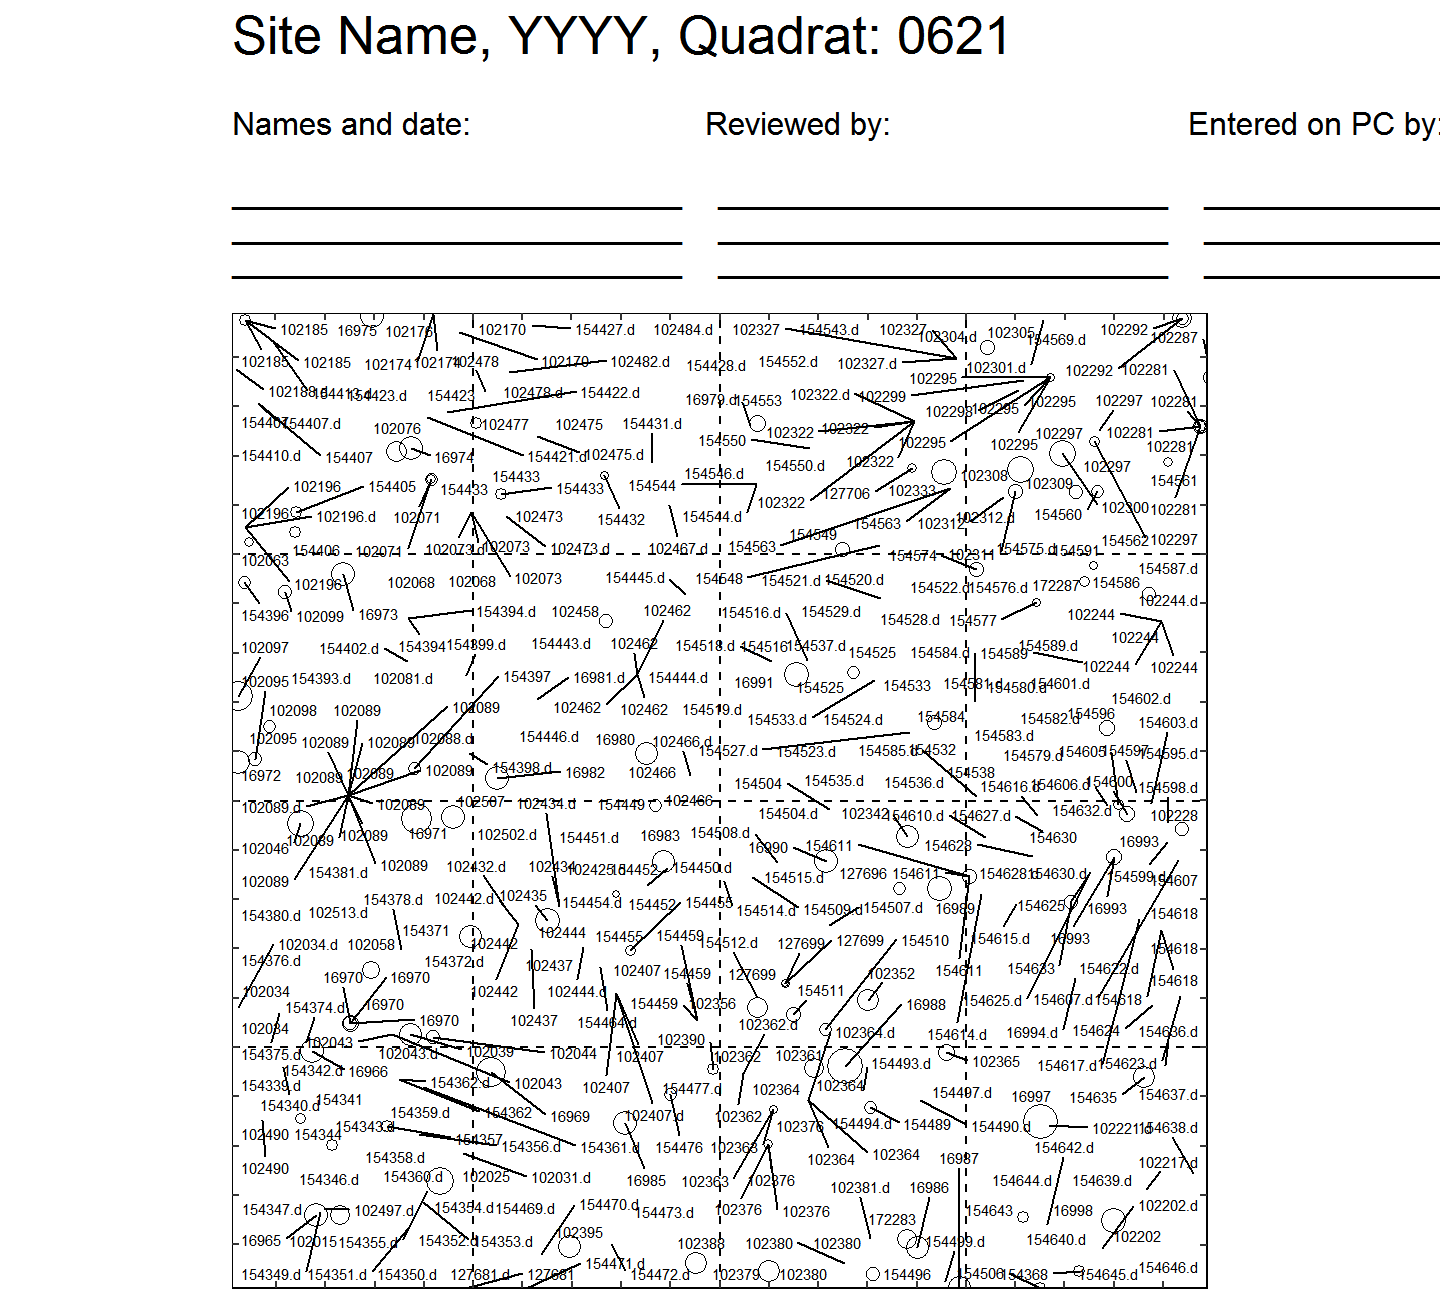 Site Name, YYYY, Quadrat: 0621
Names and date: Reviewed by: Entered on PC by:
102185 16975 102176 102170 154427.d 102484.d 102327 154543.d 102327 102304.d 102305 154569.d 102292 102287
102185 102185 102174 102174 102478 102170 102482.d 154428.d 154552.d 102327.d 102295 102301.d 102292 102281
102188.d 154423.d 154423 102478.d 154422.d 16979.d 154553 102322.d 102299 102298 102295 102295 102297 102281
154407 154407.d 102076 102477 102475 154431.d 154550 102322 102322 102295 102295 102297 102281 102281
154410.d 154407 16974 154421.d 102475.d 154550.d 102322 102308 102297
102196 154405 154433 154433 154433 154544 154546.d 102322 127706 102333 102309 102300 154561
102196 102196.d 102071 102473 154432 154544.d 154563 154549 154563 102312 102312.d 154560 154562 102281 102297
102063 154406 102071 102073.d 102073 102473.d 102467.d 154574 102311 154575.d 154591 154587.d
102196 102068 102068 102073 154445.d 154548 154521.d 154520.d 154522.d 154576.d 172287 154586 102244.d
154396 102099 16973 154394.d 102458 102462 154516.d 154529.d 154528.d 154577 102244
102097 154402.d 154394 154399.d 154443.d 102462 154518.d 154516 154537.d 154525 154584.d 154589 154589.d 102244 102244 102244
102095 154393.d 102081.d 154397 16981.d 154444.d 16991 154525 154533 154581.d 154580.d 154601.d 154602.d
102098 102089 102089 102462 102462 154519.d 154533.d 154524.d 154584 154582.d 154596 154603.d
102095 102089 102089 102088.d 154446.d 16980 102466.d 154527.d 154523.d 154585.d 154532 154583.d 154579.d 154605 154597 154595.d
16972 102089 102089 102089 154398.d 16982 102466 154504 154535.d 154536.d 154538 154616.d 154606.d 154600 154598.d
102089.d 102089 102507 102434.d 154449 102466 154504.d 102342 154610.d 154627.d 154632.d 102228
102046 102089 102089 16971 102502.d 154451.d 16983 154508.d 16990 154611 154628 154630 16993
102089 154381.d 102089 102432.d 102434 102425.d 154452 154450.d 154515.d 127696 154611 154628.d 154630.d 154599.d 154607
154380.d 102513.d 154378.d 102442.d 102435 154454.d 154452 154455 154514.d 154509.d 154507.d 16989 154625 16993 154618
154376.d 102034.d 102058 154371 154372.d 102442 102444 154455 154459 154512.d 127699 127699 154510 154615.d 16993 154618
102034 16970 16970 102442 102437 102444.d 102407 154459 127699 154511 102352 154611 154633 154622.d 154618
102034 154374.d 16970 16970 102437 154464.d 154459 102356 102362.d 102364.d 16988 154625.d 154607.d 154618
154375.d 102043 102043.d 102039 102044 102407 102390 102362 102361 154493.d 154614.d 102365 16994.d 154624 154636.d
154339.d 154342.d 16966 154362.d 102043 102407 154477.d 102364 102364 154497.d 154617.d 154623.d
154340.d 154341 154359.d 154362 16969 102407.d 102362 102376 154494.d 154489 154490.d 16997 154635 154637.d
102490 154344 154343.d 154357 154356.d 154361.d 154476 102363 102364 102364 16987 154642.d 154638.d
102490 154346.d 154358.d 154360.d 102025 102031.d 16985 102363 102376 102381.d 16986 154644.d 154639.d 102217.d
154347.d 102497.d 154354.d 154469.d 154470.d 154473.d 102376 102376 172283 154643 16998 102202.d
16965 102015 154355.d 154352.d 154353.d 102395 102388 102380 102380 154499.d 154640.d 102202
154349.d 154351.d 154350.d 127681.d 127681 154471.d 154472.d 102379 102380 154496 154506 154368 154645.d 154646.d